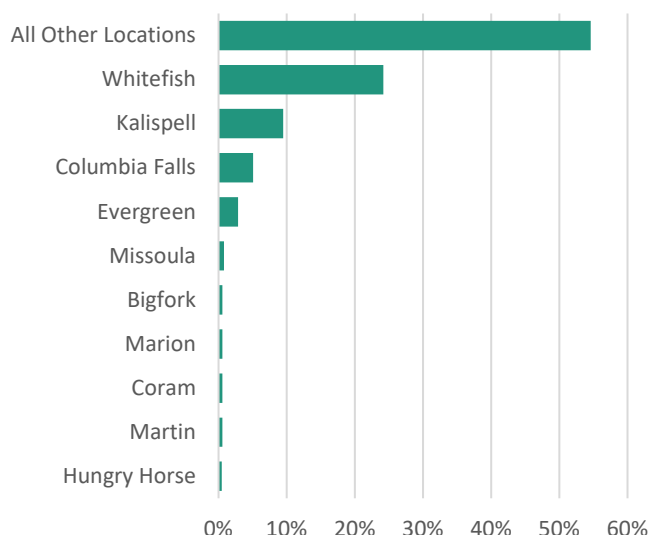 All Other Locations
Whitefish
Kalispell
Columbia Falls
Evergreen
Missoula
Bigfork
Marion
Coram
Martin
Hungry Horse
0% 10% 20% 30% 40% 50% 60%